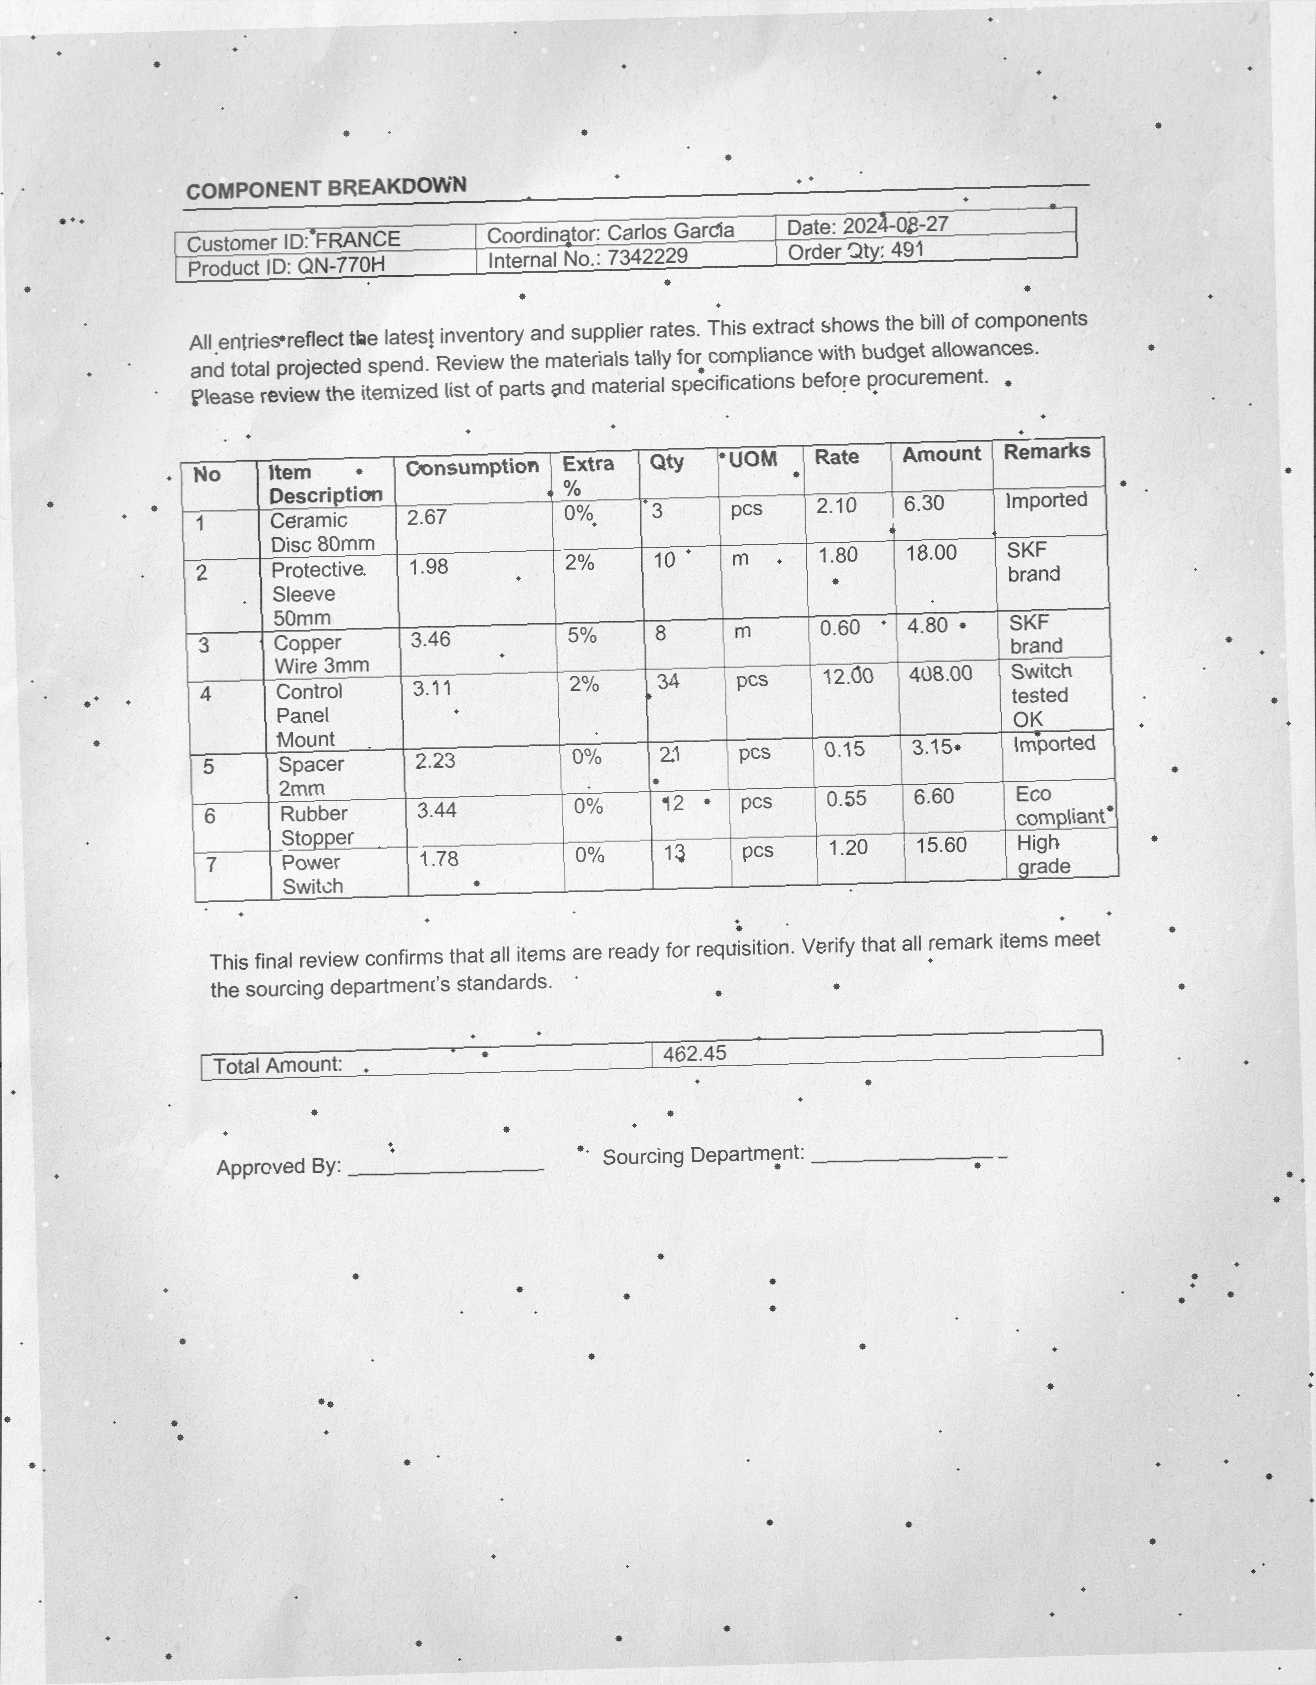 COMPONENT BREAKDOWN
Customer ID: FRANCE Coordinator: Carlos García Date: 2024-08-27
Product ID: QN-770H Internal No.: 7342229 Order Qty: 491
All entries reflect the latest inventory and supplier rates. This extract shows the bill of components
and total projected spend. Review the materials tally for compliance with budget allowances.
Please review the itemized list of parts and material specifications before procurement.
No Item Description Consumption Extra % Qty UOM Rate Amount Remarks
1 Ceramic Disc 80mm 2.67 0% 3 pcs 2.10 6.30 Imported
2 Protective Sleeve 50mm 1.98 2% 10 m 1.80 18.00 SKF brand
3 Copper Wire 3mm 3.46 5% 8 m 0.60 4.80 SKF brand
4 Control Panel Mount 3.11 2% 34 pcs 12.00 408.00 Switch tested OK
5 Spacer 2mm 2.23 0% 21 pcs 0.15 3.15 Imported
6 Rubber Stopper 3.44 0% 12 pcs 0.55 6.60 Eco compliant
7 Power Switch 1.78 0% 13 pcs 1.20 15.60 High grade
This final review confirms that all items are ready for requisition. Verify that all remark items meet
the sourcing department's standards.
Total Amount: 462.45
Approved By: Sourcing Department: